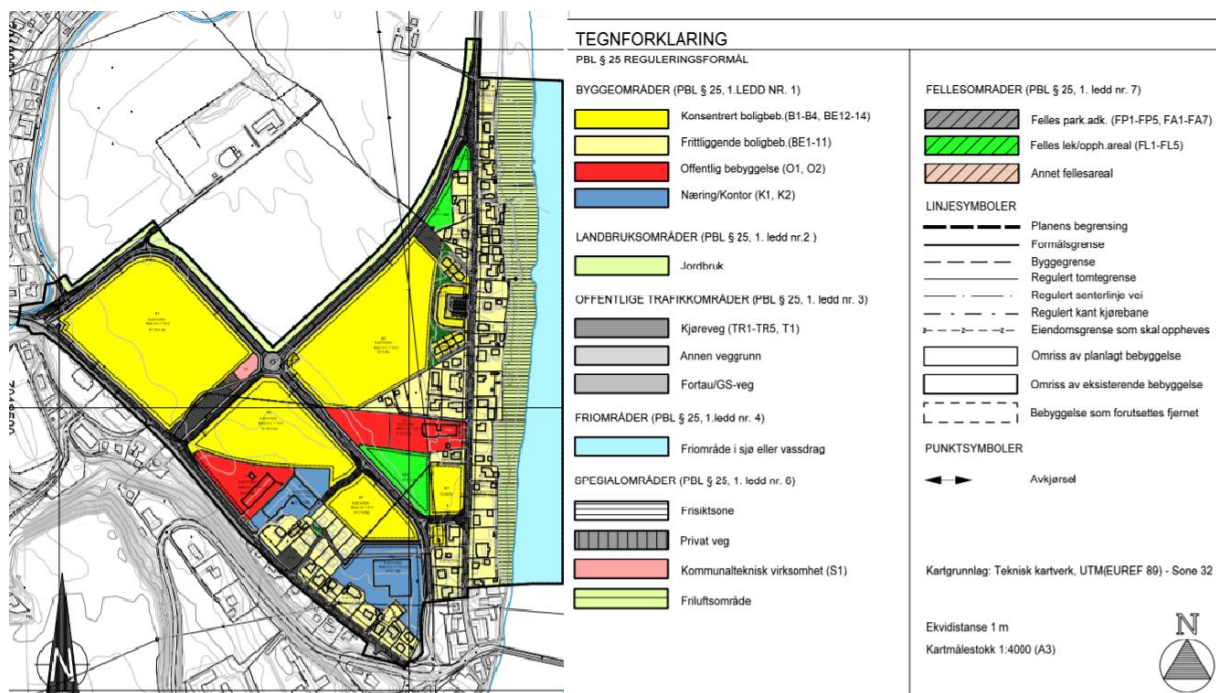 TEGNFORKLARING
PBL § 25 REGULERINGSFORMÅL
BYGGEOMRÅDER (PBL § 25, 1.LEDD NR. 1)
Konsentrert boligbeb.(B1-B4, BE12-14)
Frittliggende boligbeb.(BE1-11)
Offentlig bebyggelse (O1, O2)
Næring/Kontor (K1, K2)
LANDBRUKSOMRÅDER (PBL § 25, 1. ledd nr.2 )
Jordbruk
OFFENTLIGE TRAFIKKOMRÅDER (PBL § 25, 1. ledd nr. 3)
Kjøreveg (TR1-TR5, T1)
Annen veggrunn
Fortau/GS-veg
FRIOMRÅDER (PBL § 25, 1.ledd nr. 4)
Friområde i sjø eller vassdrag
SPESIALOMRÅDER (PBL § 25, 1. ledd nr. 6)
Frisiktsone
Privat veg
Kommunalteknisk virksomhet (S1)
Friluftsområde
FELLESOMRÅDER (PBL § 25, 1. ledd nr. 7)
Felles park.adk. (FP1-FP5, FA1-FA7)
Felles lek/opph.areal (FL1-FL5)
Annet fellesareal
LINJESYMBOLER
Planens begrensing
Formålsgrense
Byggegrense
Regulert tomtegrense
Regulert senterlinje vei
Regulert kant kjørebane
Eiendomsgrense som skal oppheves
Omriss av planlagt bebyggelse
Omriss av eksisterende bebyggelse
Bebyggelse som forutsettes fjernet
PUNKTSYMBOLER
Avkjørsel
Kartgrunnlag: Teknisk kartverk, UTM(EUREF 89) - Sone 32
Ekvidistanse 1 m
Kartmålestokk 1:4000 (A3)
N
N